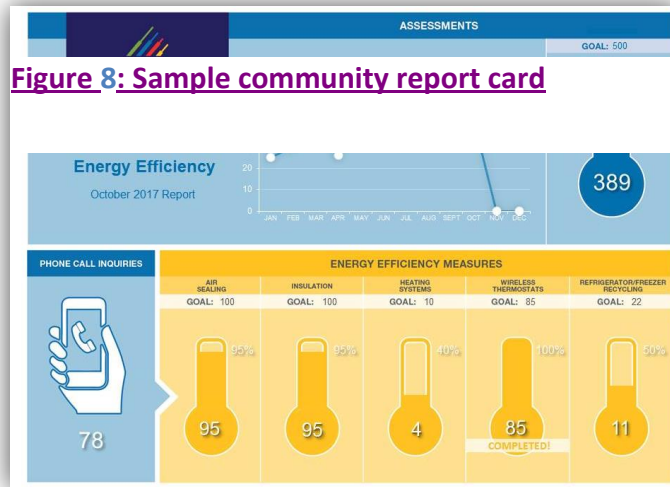 ASSESSMENTS
GOAL: 500
Figure 8: Sample community report card
Energy Efficiency
October 2017 Report
20
10
0
JAN FEB MAR APR MAY JUN JUL AUG SEPT OCT NOV DEC
389
PHONE CALL INQUIRIES
78
ENERGY EFFICIENCY MEASURES
AIR
SEALING
GOAL: 100
95%
95
INSULATION
GOAL: 100
95%
95
HEATING
SYSTEMS
GOAL: 10
40%
4
WIRELESS
THERMOSTATS
GOAL: 85
100%
85
COMPLETED!
REFRIGERATOR/FREEZER
RECYCLING
GOAL: 22
50%
11